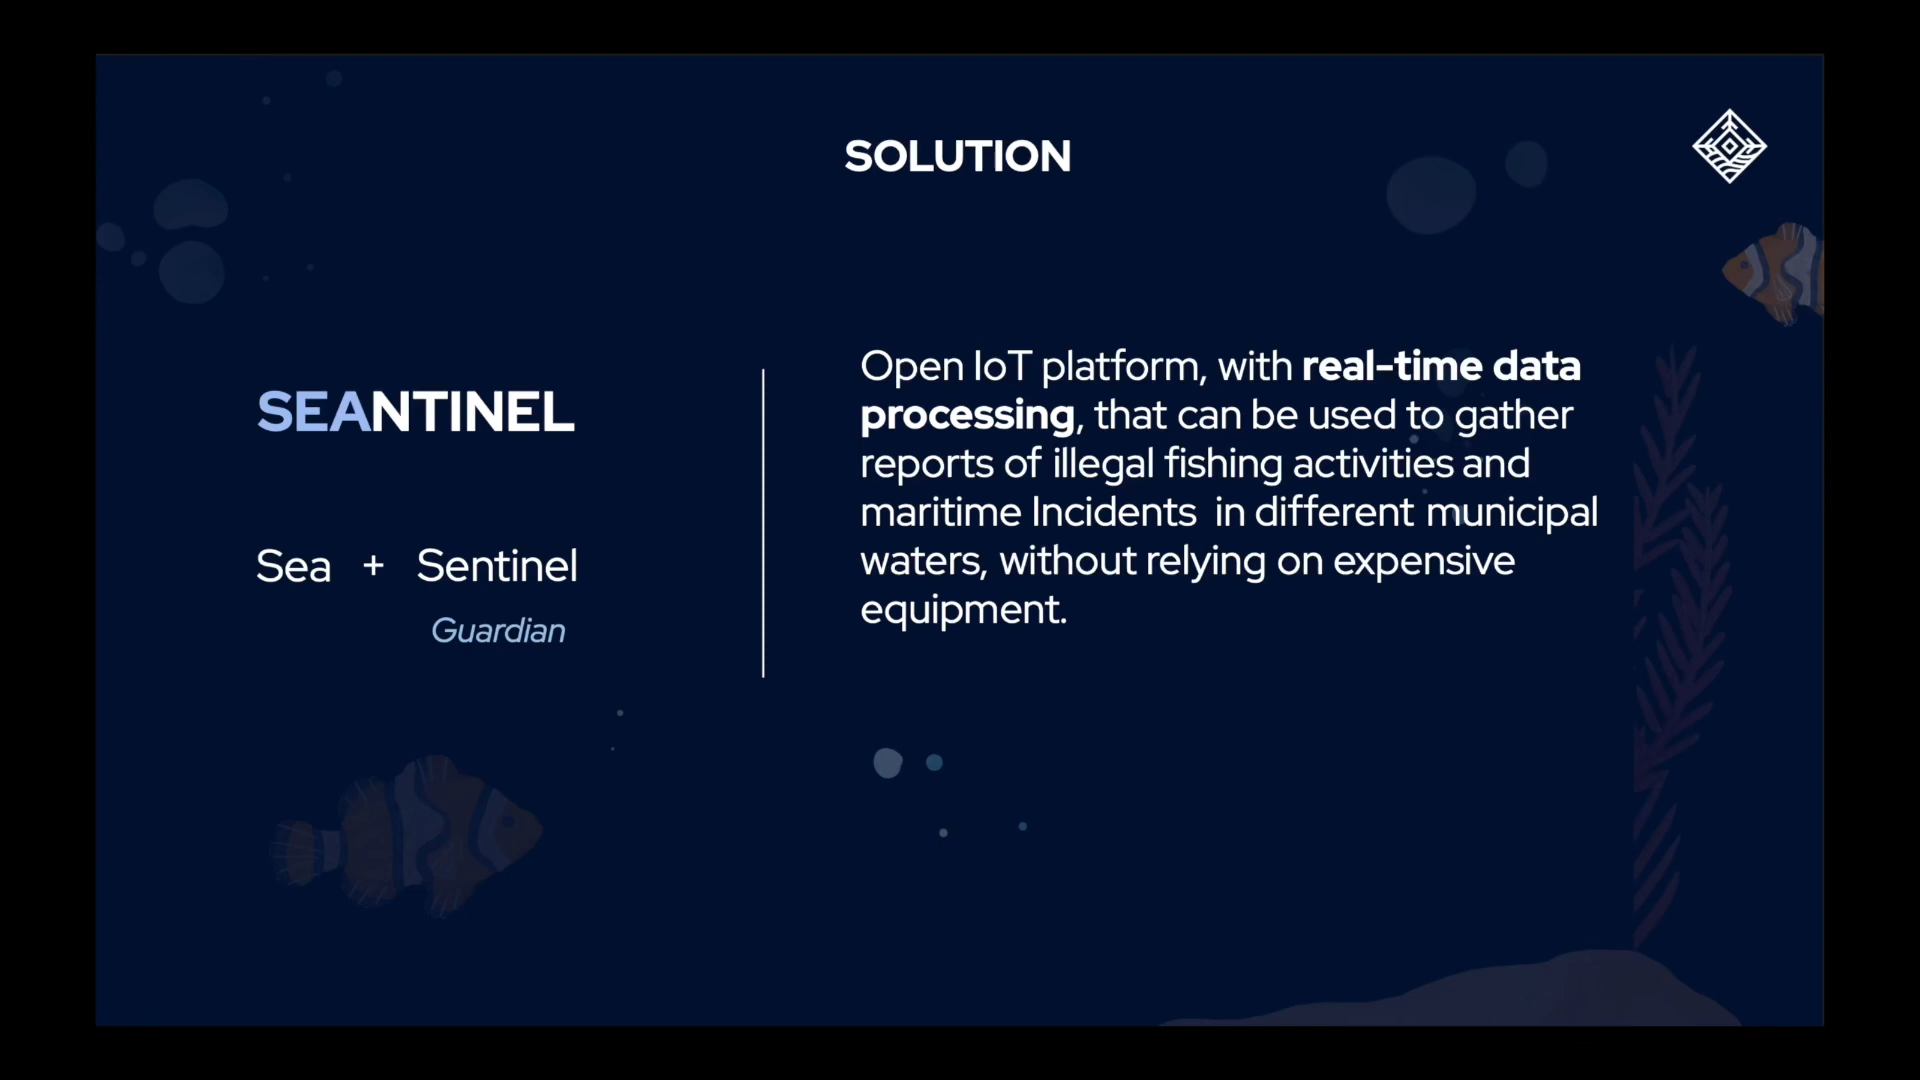 SOLUTION
SEANTINEL
Sea + Sentinel
Guardian
Open IoT platform, with real-time data
processing, that can be used to gather
reports of illegal fishing activities and
maritime Incidents in different municipal
waters, without relying on expensive
equipment.